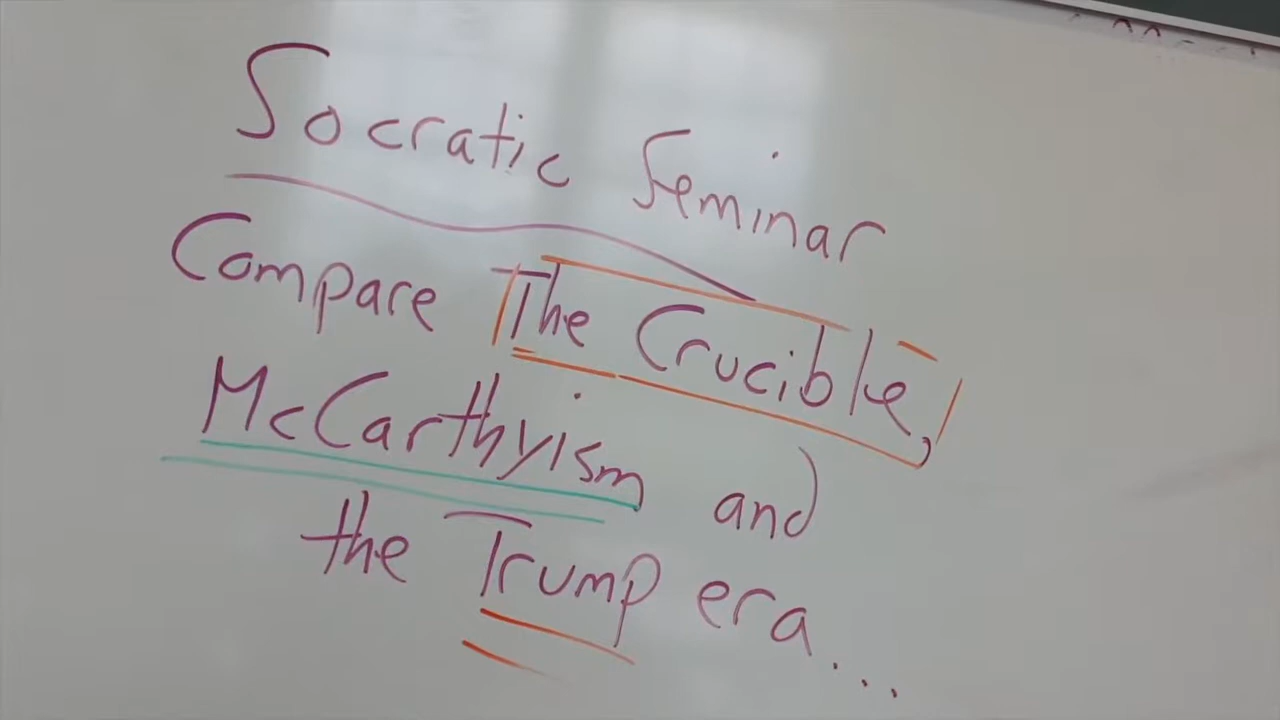 Socratic Seminar
Compare The Crucible,
McCarthyism and
the Trump era...